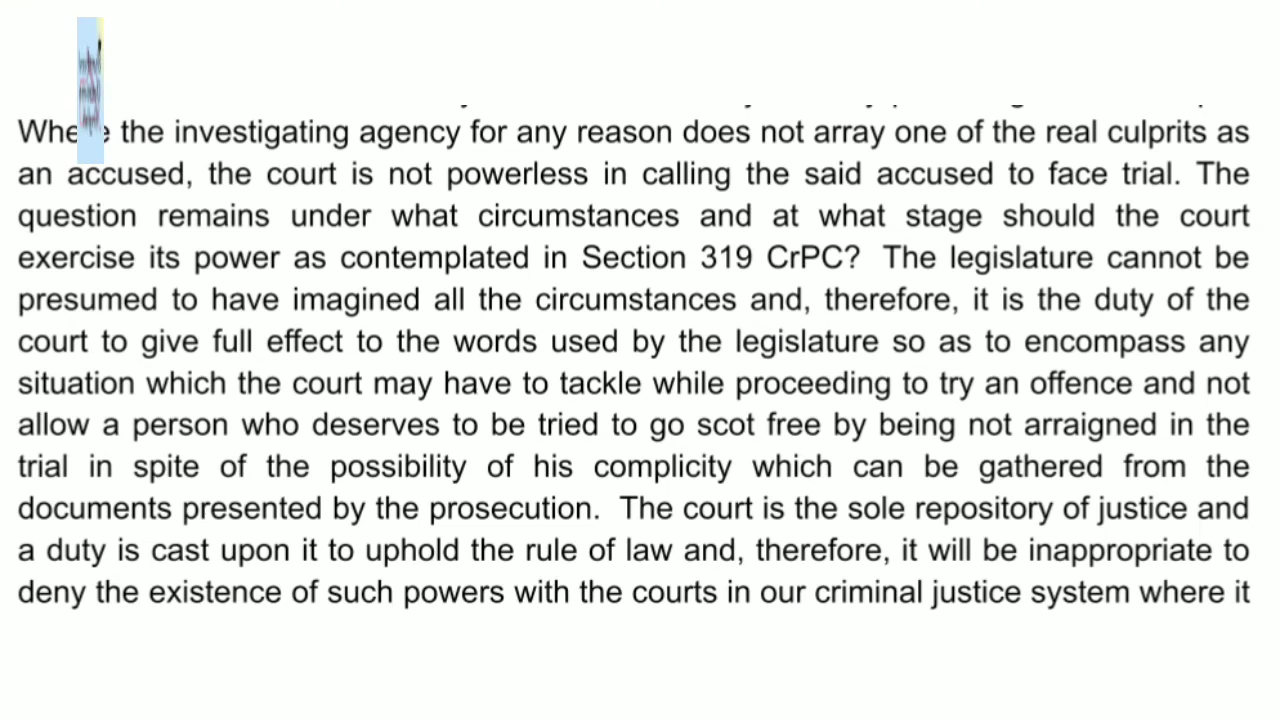 Where the investigating agency for any reason does not array one of the real culprits as
an accused, the court is not powerless in calling the said accused to face trial. The
question remains under what circumstances and at what stage should the court
exercise its power as contemplated in Section 319 CrPC? The legislature cannot be
presumed to have imagined all the circumstances and, therefore, it is the duty of the
court to give full effect to the words used by the legislature so as to encompass any
situation which the court may have to tackle while proceeding to try an offence and not
allow a person who deserves to be tried to go scot free by being not arraigned in the
trial in spite of the possibility of his complicity which can be gathered from the
documents presented by the prosecution. The court is the sole repository of justice and
a duty is cast upon it to uphold the rule of law and, therefore, it will be inappropriate to
deny the existence of such powers with the courts in our criminal justice system where it